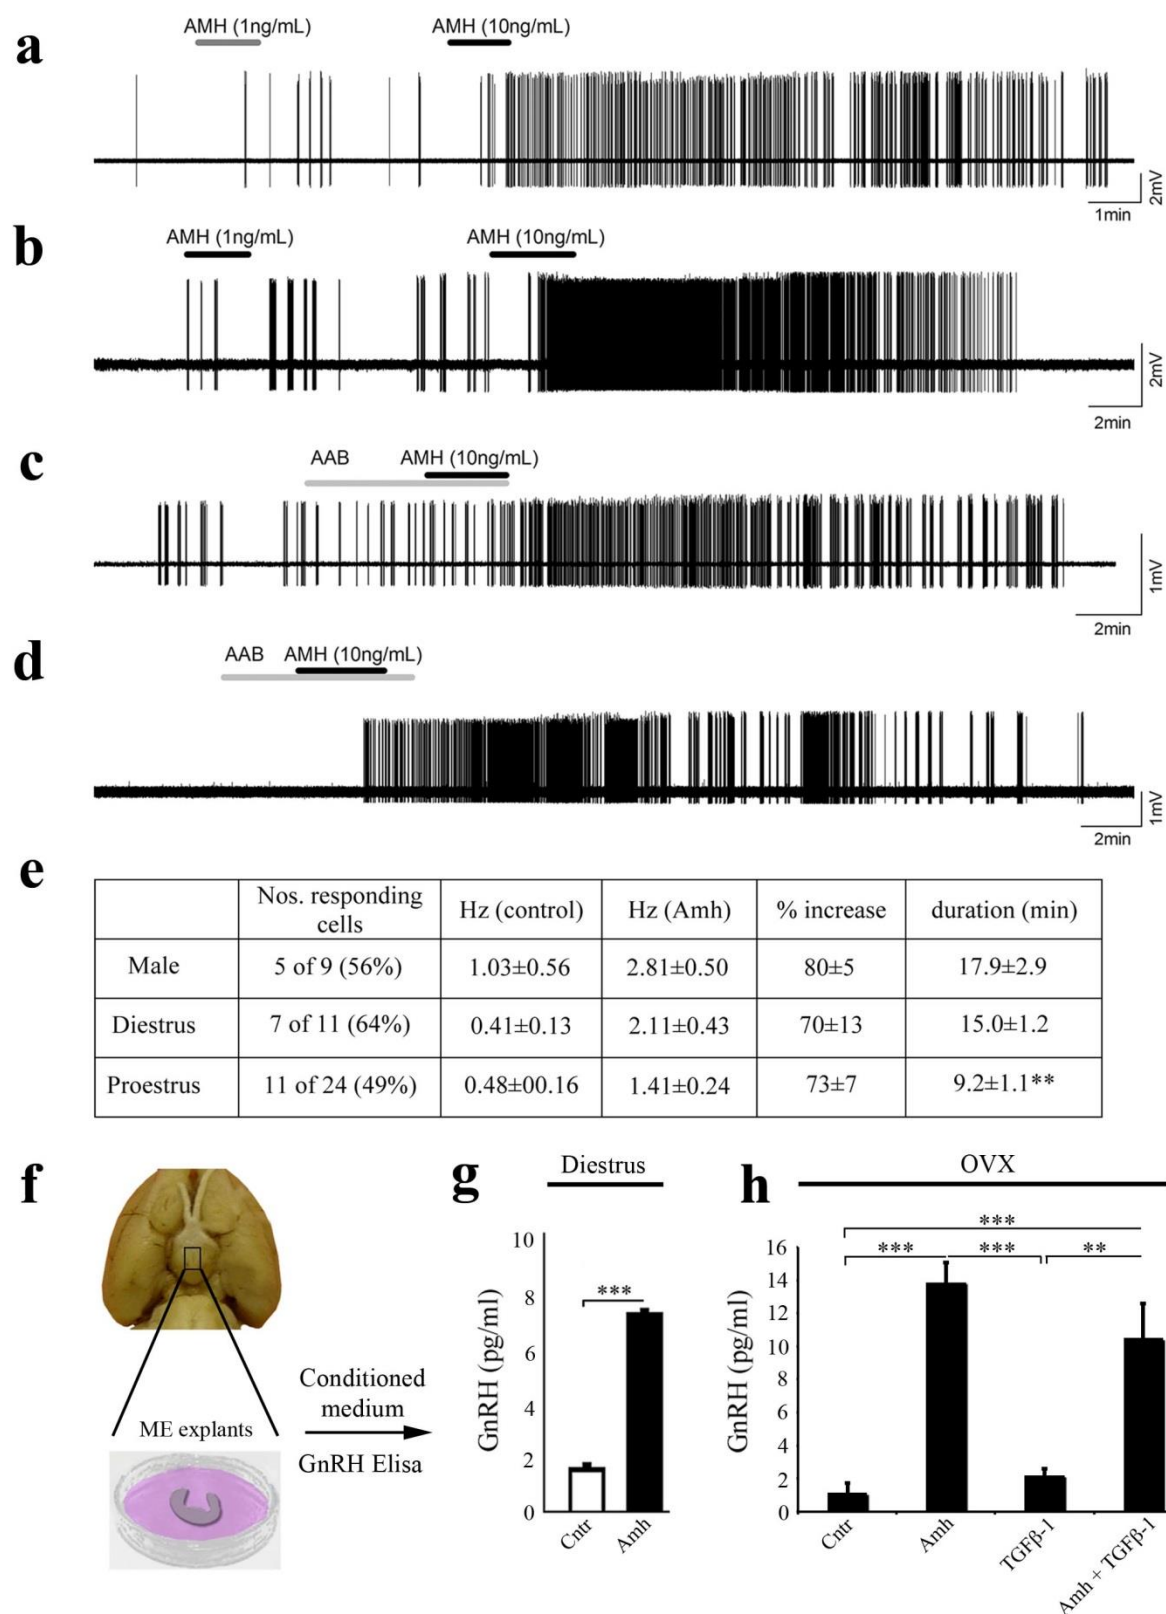 a
AMH (1ng/mL) AMH (10ng/mL)
2mV
1min
b
AMH (1ng/mL) AMH (10ng/mL)
2mV
2min
c
AAB AMH (10ng/mL)
1mV
2min
d
AAB AMH (10ng/mL)
1mV
2min
e
Nos. responding cells Hz (control) Hz (Amh) % increase duration (min)
Male 5 of 9 (56%) 1.03±0.56 2.81±0.50 80±5 17.9±2.9
Diestrus 7 of 11 (64%) 0.41±0.13 2.11±0.43 70±13 15.0±1.2
Proestrus 11 of 24 (49%) 0.48±00.16 1.41±0.24 73±7 9.2±1.1**
f
ME explants
Conditioned
medium
GnRH Elisa
g
Diestrus
GnRH (pg/ml)
10
8
6
4
2
0
***
Cntr Amh
h
OVX
GnRH (pg/ml)
16
14
12
10
8
6
4
2
0
***
*** *** **
Cntr Amh TGFβ-1 Amh + TGFβ-1